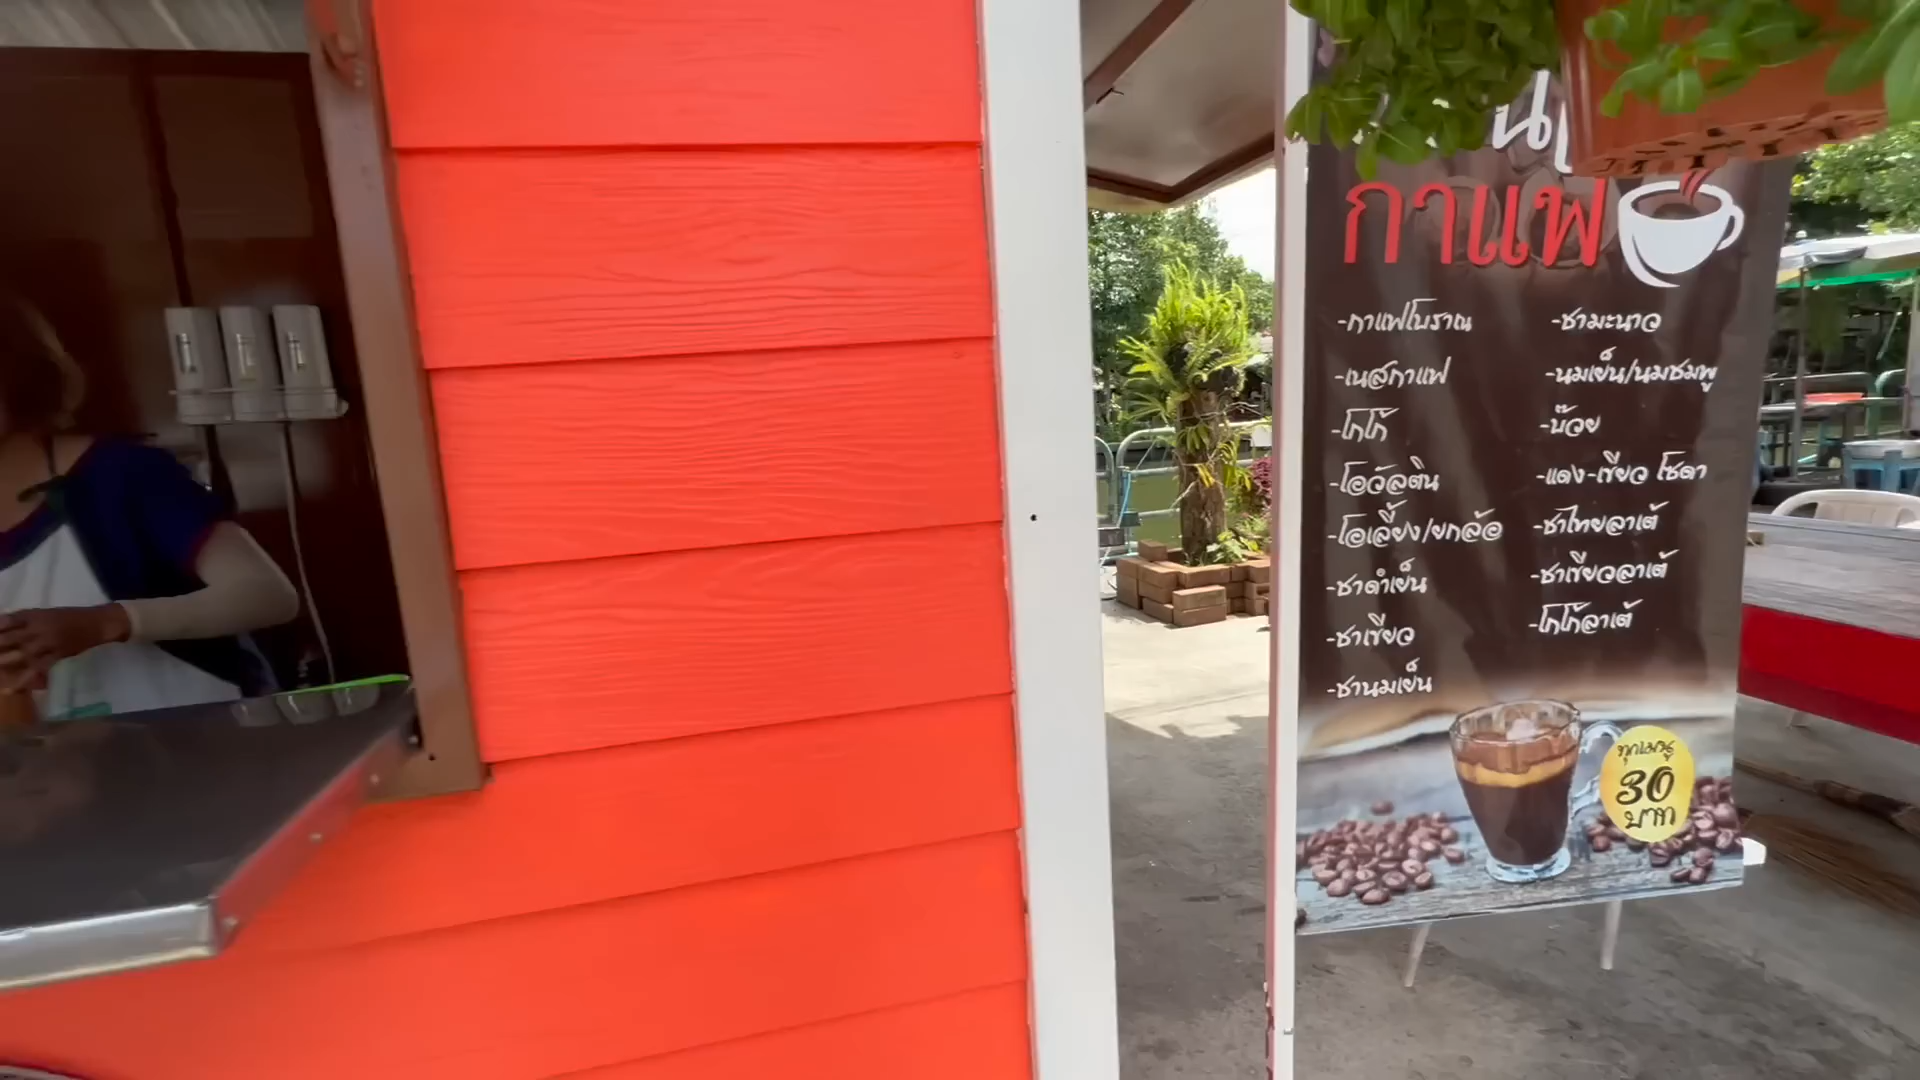 กาแฟ
-กาแฟโบราณ
-เนสกาแฟ
-โกโก้
-โอวัลติน
-โอเลี้ยง/ยกล้อ
-ชาดำเย็น
-ชาเขียว
-ชานมเย็น
-ชามะนาว
-นมเย็น/นมชมพู
-บ๊วย
-แดง-เขียว โซดา
-ชาไทยลาเต้
-ชาเขียวลาเต้
-โกโก้ลาเต้
ทุกเมนู
30
บาท